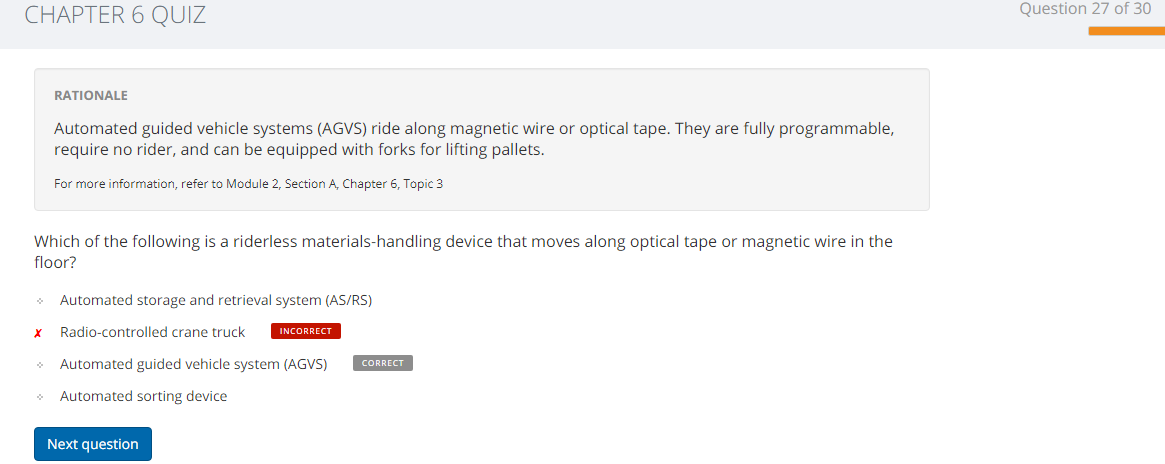 CHAPTER 6 QUIZ
Question 27 of 30
RATIONALE
Automated guided vehicle systems (AGVS) ride along magnetic wire or optical tape. They are fully programmable,
require no rider, and can be equipped with forks for lifting pallets.
For more information, refer to Module 2, Section A, Chapter 6, Topic 3
Which of the following is a riderless materials-handling device that moves along optical tape or magnetic wire in the
floor?
Automated storage and retrieval system (AS/RS)
✗ Radio-controlled crane truck INCORRECT
Automated guided vehicle system (AGVS) CORRECT
Automated sorting device
Next question